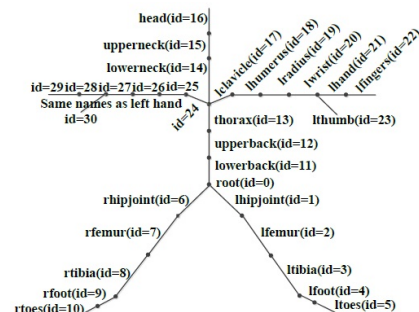 head(id=16)
upperneck(id=15)
lowerneck(id=14)
lclavicle(id=17)
lhumerus(id=18)
lradius(id=19)
lwrist(id=20)
lhand(id=21)
lfingers(id=22)
id=29 id=28 id=27 id=26 id=25
Same names as left hand
id=30
id=24
thorax(id=13)
lthumb(id=23)
upperback(id=12)
lowerback(id=11)
root(id=0)
rhipjoint(id=6)
lhipjoint(id=1)
rfemur(id=7)
lfemur(id=2)
rtibia(id=8)
ltibia(id=3)
rfoot(id=9)
lfoot(id=4)
rtoes(id=10)
ltoes(id=5)